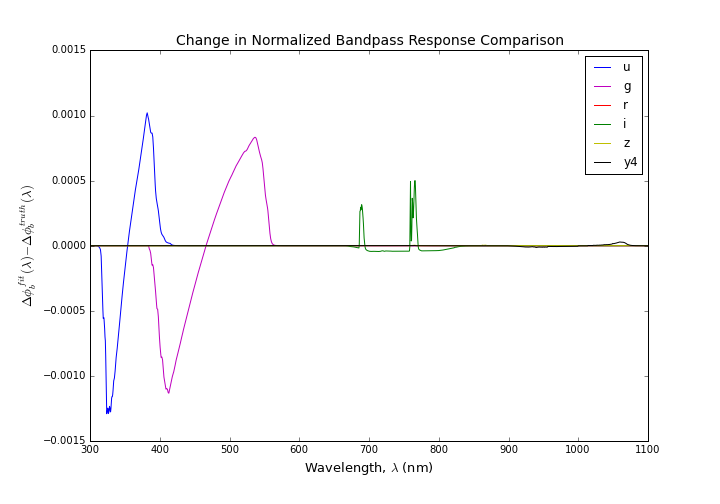 Change in Normalized Bandpass Response Comparison
0.0015
0.0010
0.0005
0.0000
−0.0005
−0.0010
−0.0015
Δϕ_b^fit(λ)−Δϕ_b^truth(λ)
u
g
r
i
z
y4
300 400 500 600 700 800 900 1000 1100
Wavelength, λ (nm)